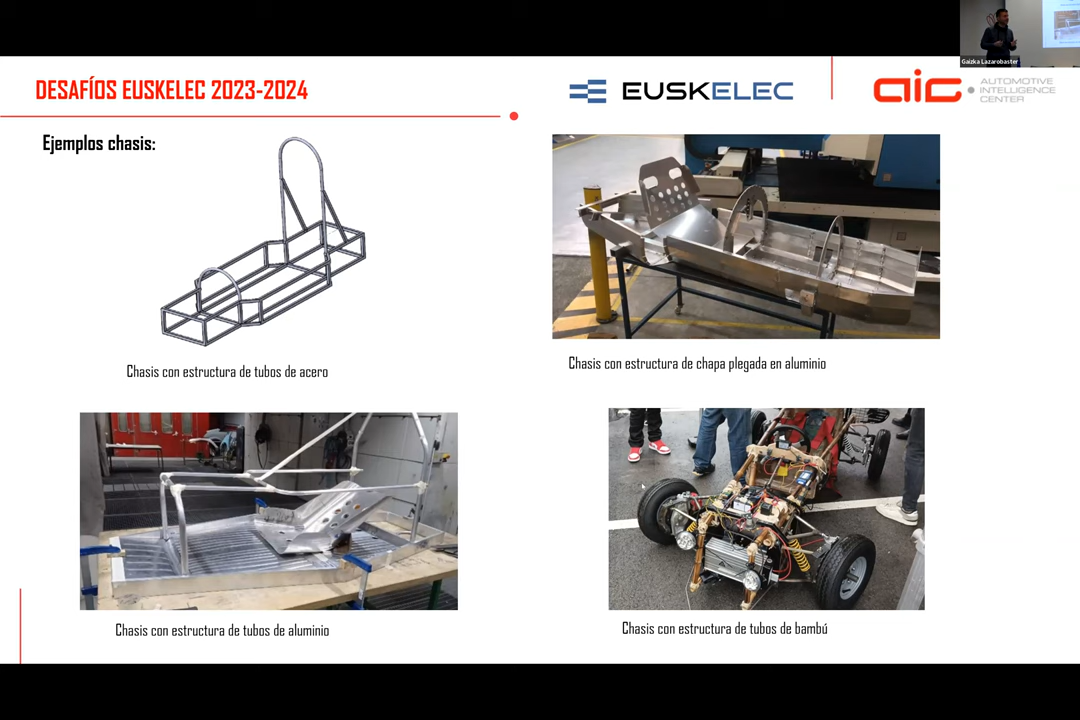 Gaizka Lazarobaster
DESAFÍOS EUSKELEC 2023-2024
EUSKELEC
aic
AUTOMOTIVE
INTELLIGENCE
CENTER
Ejemplos chasis:
Chasis con estructura de tubos de acero
Chasis con estructura de chapa plegada en aluminio
Chasis con estructura de tubos de aluminio
Chasis con estructura de tubos de bambú